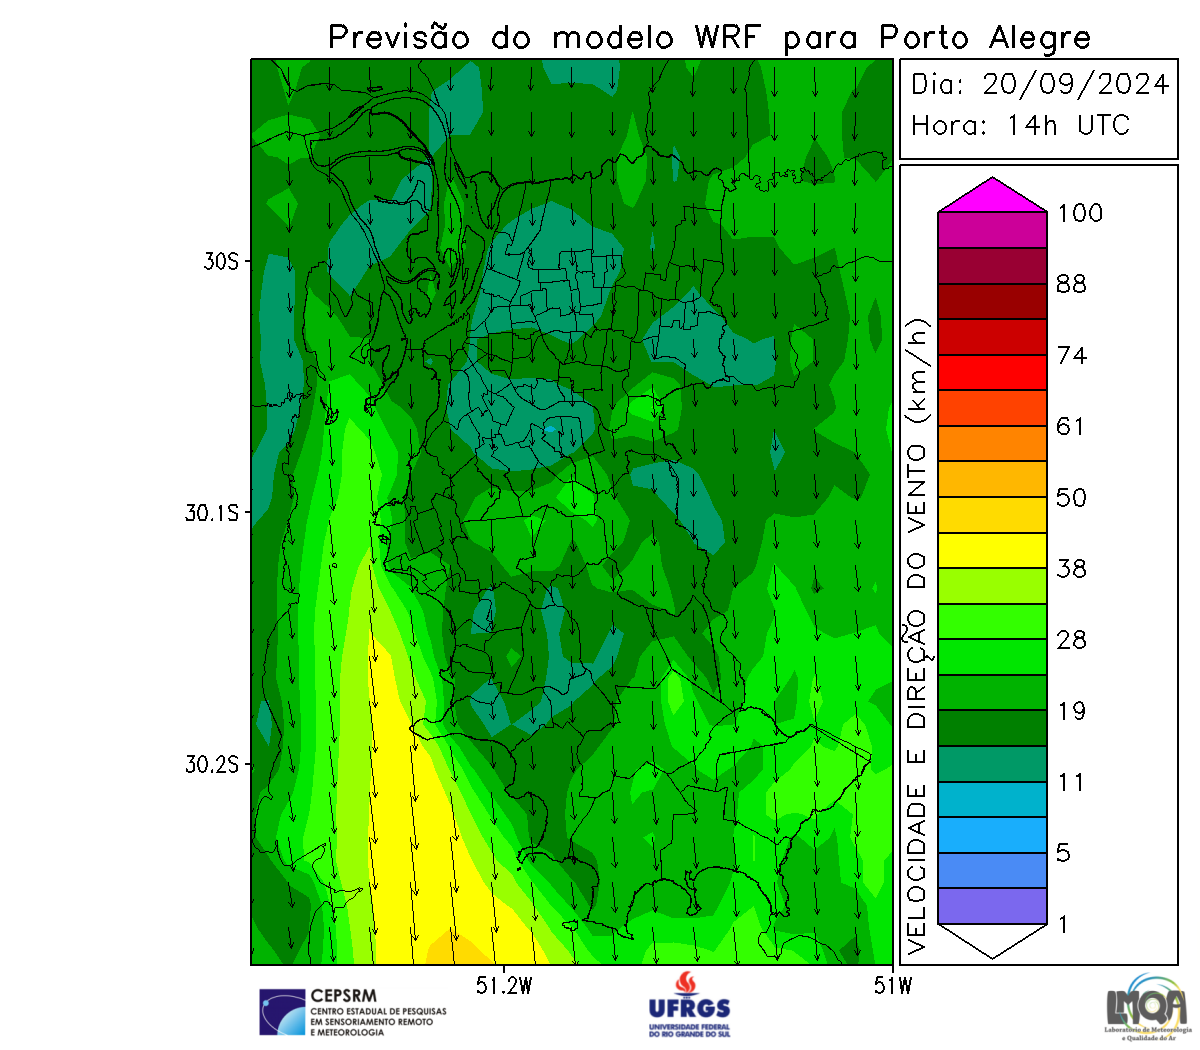 Previsão do modelo WRF para Porto Alegre
Dia: 20/09/2024
Hora: 14h UTC
100
88
74
61
50
38
28
19
11
5
1
VELOCIDADE E DIREÇÃO DO VENTO (km/h)
30S
30.1S
30.2S
51.2W
51W
CEPSRM
CENTRO ESTADUAL DE PESQUISAS
EM SENSORIAMENTO REMOTO
E METEOROLOGIA
UFRGS
UNIVERSIDADE FEDERAL
DO RIO GRANDE DO SUL
LMQA
Laboratório de Meteorologia
e Qualidade do Ar